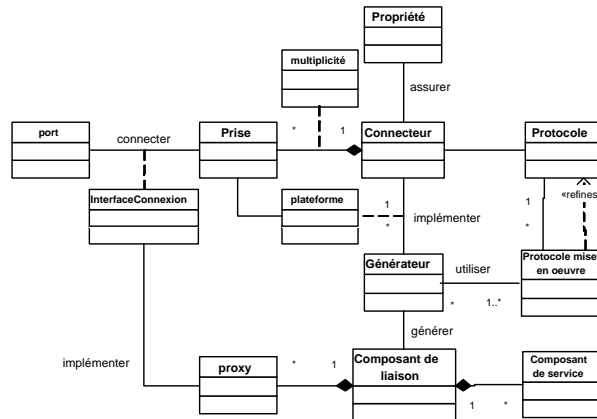 Propriété
multiplicité
assurer
port
connecter
Prise
*
1
Connecteur
Protocole
InterfaceConnexion
plateforme
1
*
implémenter
1
*
«refines
Générateur
utiliser
*
1..*
Protocole mise
en oeuvre
générer
implémenter
proxy
*
1
Composant de
liaison
1
*
Composant
de service